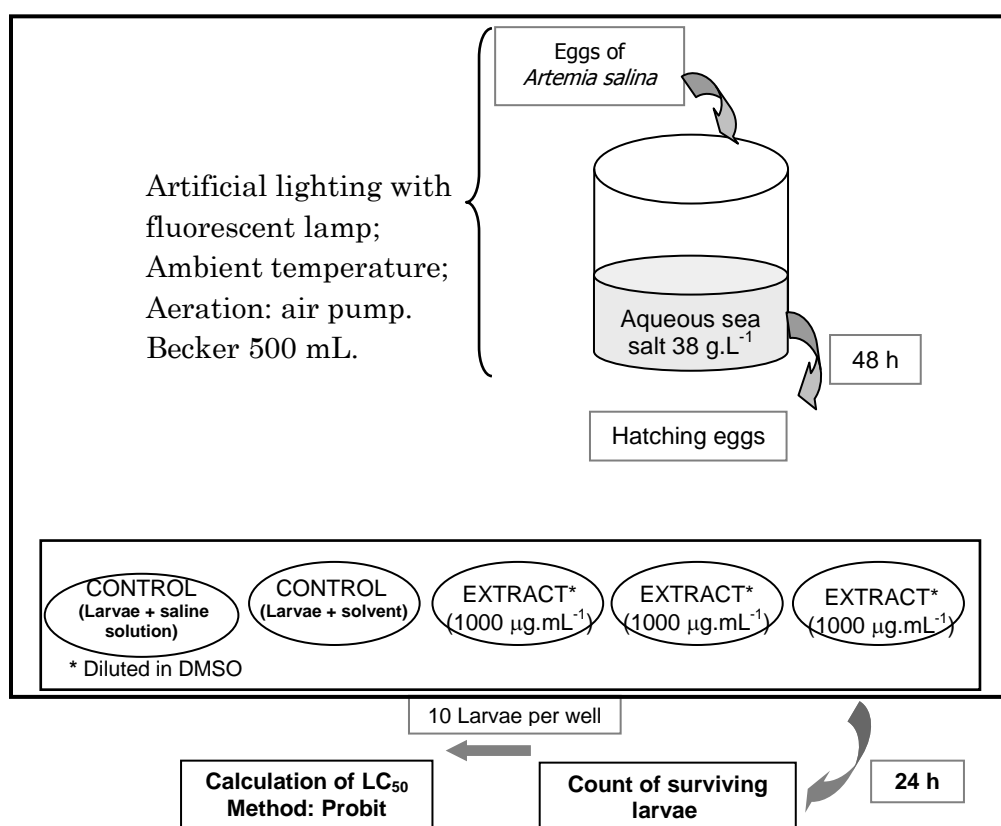 Eggs of
Artemia salina
Artificial lighting with
fluorescent lamp;
Ambient temperature;
Aeration: air pump.
Becker 500 mL.
Aqueous sea
salt 38 g.L⁻¹
48 h
Hatching eggs
CONTROL
(Larvae + saline
solution)
CONTROL
(Larvae + solvent)
EXTRACT*
(1000 µg.mL⁻¹)
EXTRACT*
(1000 µg.mL⁻¹)
EXTRACT*
(1000 µg.mL⁻¹)
* Diluted in DMSO
10 Larvae per well
24 h
Count of surviving
larvae
Calculation of LC₅₀
Method: Probit